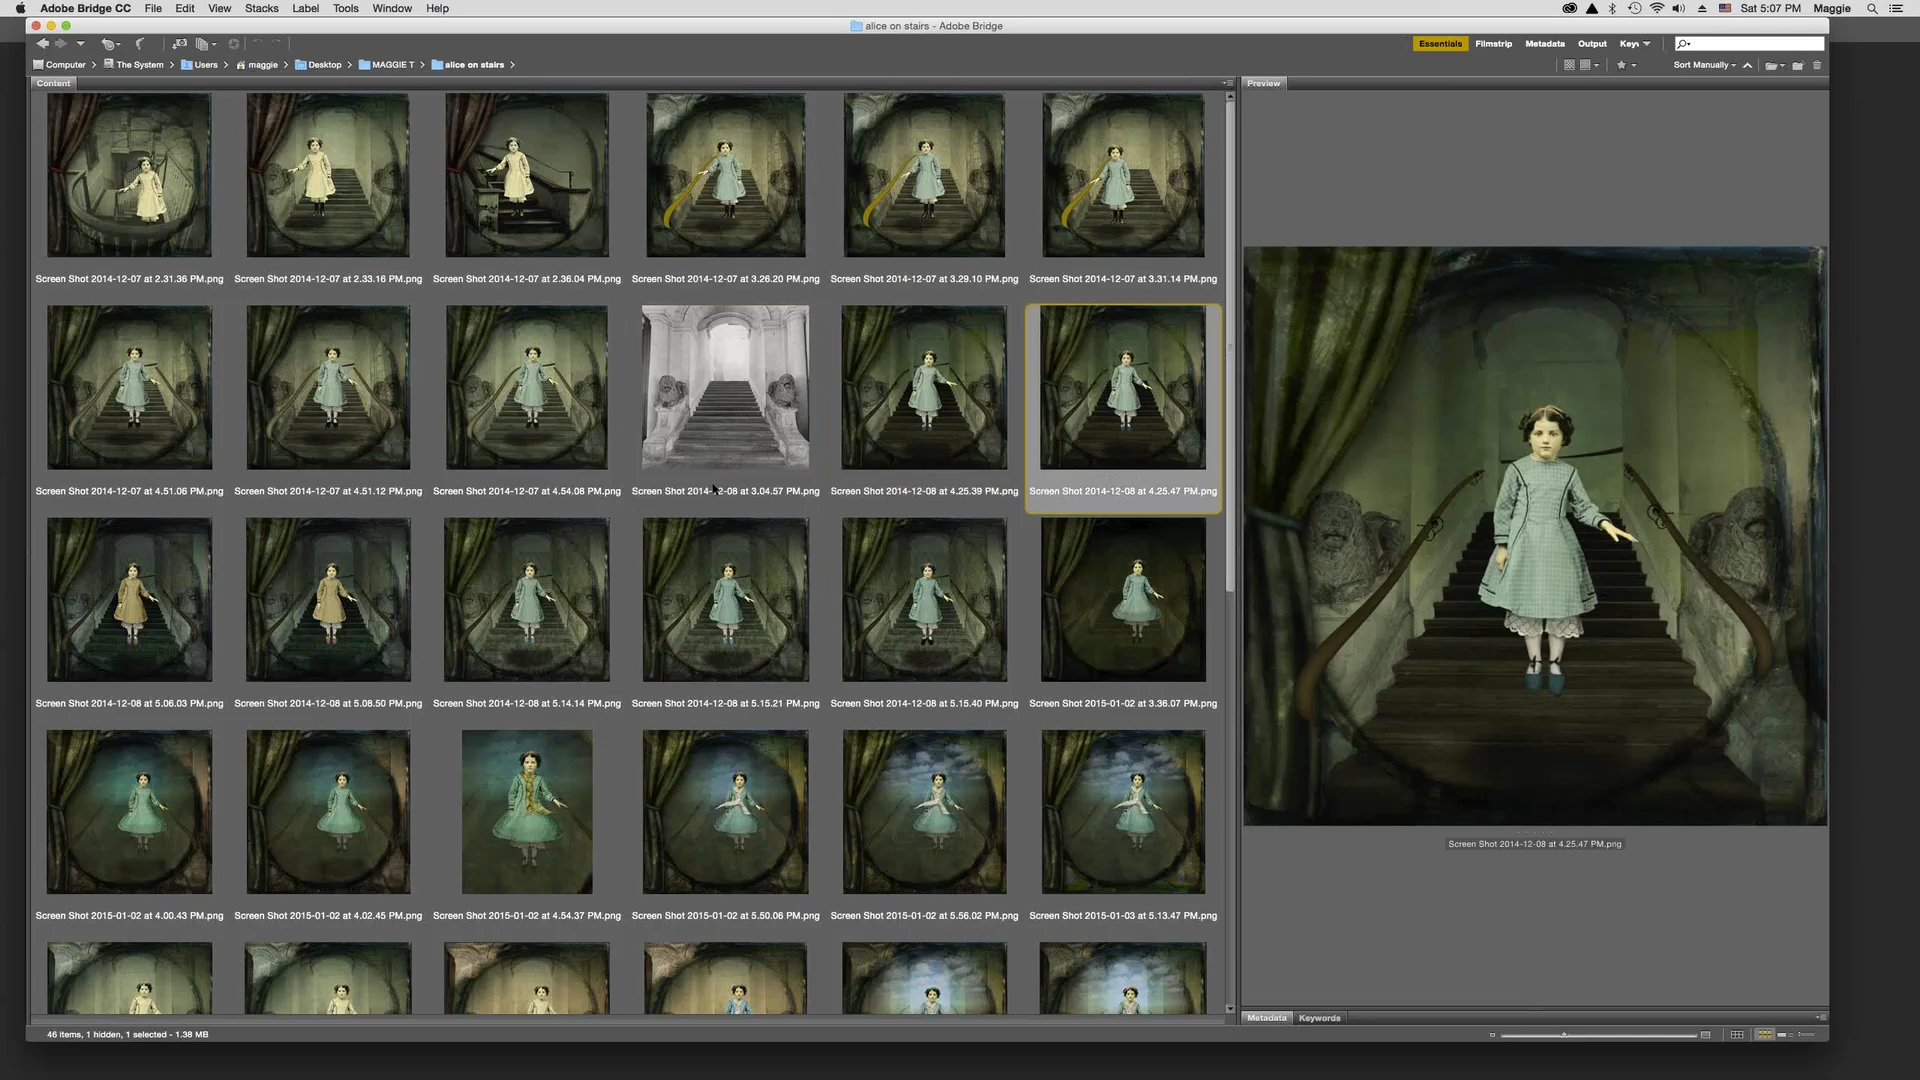 Adobe Bridge CC File Edit View Stacks Label Tools Window Help Sat 5:07 PM Maggie
alice on stairs - Adobe Bridge
Essentials Filmstrip Metadata Output
Computer The System Users maggie Desktop MAGGIE T alice on stairs Sort Manually
Content
Preview
Screen Shot 2014-12-07 at 2.31.36 PM.png Screen Shot 2014-12-07 at 2.33.16 PM.png Screen Shot 2014-12-07 at 2.36.04 PM.png Screen Shot 2014-12-07 at 3.26.20 PM.png Screen Shot 2014-12-07 at 3.29.10 PM.png Screen Shot 2014-12-07 at 3.31.14 PM.png
Screen Shot 2014-12-07 at 4.51.06 PM.png Screen Shot 2014-12-07 at 4.51.12 PM.png Screen Shot 2014-12-07 at 4.54.08 PM.png Screen Shot 2014-12-08 at 3.04.57 PM.png Screen Shot 2014-12-08 at 4.25.39 PM.png Screen Shot 2014-12-08 at 4.25.47 PM.png
Screen Shot 2014-12-08 at 5.06.03 PM.png Screen Shot 2014-12-08 at 5.08.50 PM.png Screen Shot 2014-12-08 at 5.14.14 PM.png Screen Shot 2014-12-08 at 5.15.21 PM.png Screen Shot 2014-12-08 at 5.15.40 PM.png Screen Shot 2015-01-02 at 3.36.07 PM.png
Screen Shot 2014-12-08 at 4.25.47 PM.png
Screen Shot 2015-01-02 at 4.00.43 PM.png Screen Shot 2015-01-02 at 4.02.45 PM.png Screen Shot 2015-01-02 at 4.54.37 PM.png Screen Shot 2015-01-02 at 5.50.06 PM.png Screen Shot 2015-01-02 at 5.56.02 PM.png Screen Shot 2015-01-03 at 5.13.47 PM.png
Metadata Keywords
46 items, 1 hidden, 1 selected - 1.38 MB